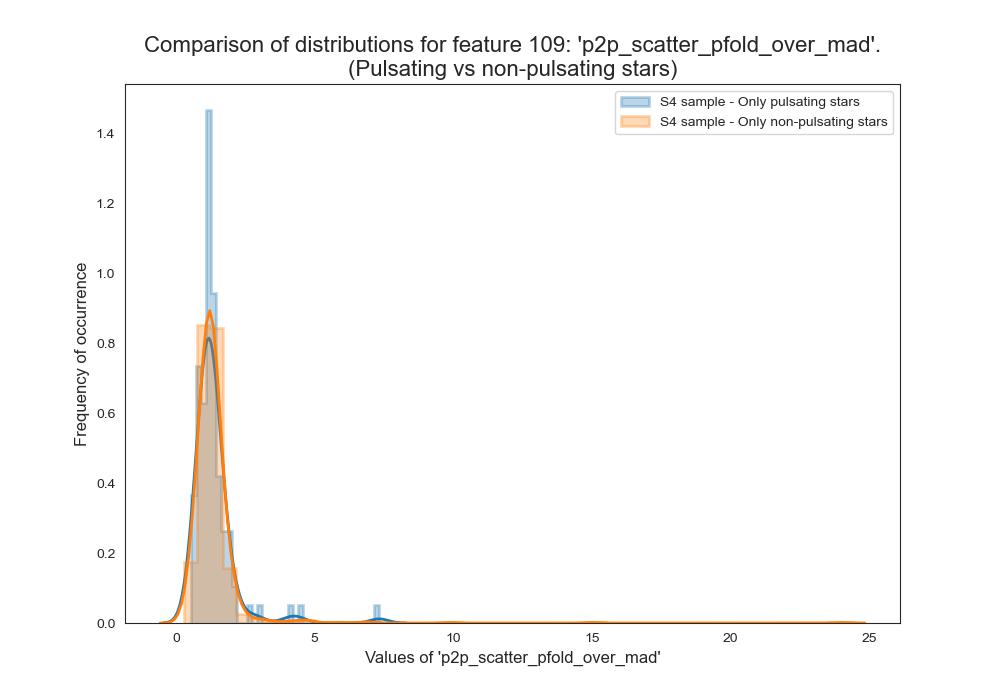 Comparison of distributions for feature 109: 'p2p_scatter_pfold_over_mad'.
(Pulsating vs non-pulsating stars)
S4 sample - Only pulsating stars
S4 sample - Only non-pulsating stars
1.4
1.2
1.0
0.8
0.6
0.4
0.2
0.0
Frequency of occurrence
0 5 10 15 20 25
Values of 'p2p_scatter_pfold_over_mad'